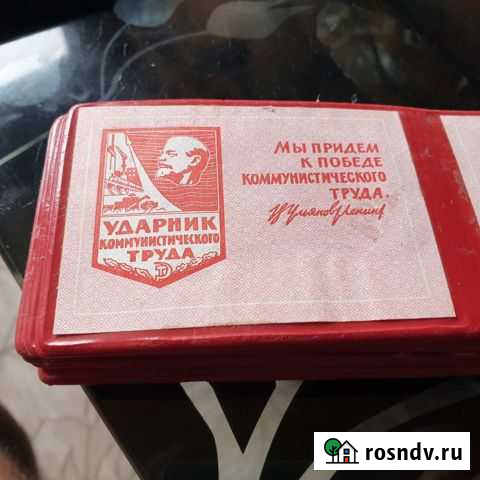 УДАРНИК
КОММУНИСТИЧЕСКОГО
ТРУДА
МЫ ПРИДЕМ
К ПОБЕДЕ
КОММУНИСТИЧЕСКОГО
ТРУДА.
В Ульянов (Ленин)
rosndv.ru